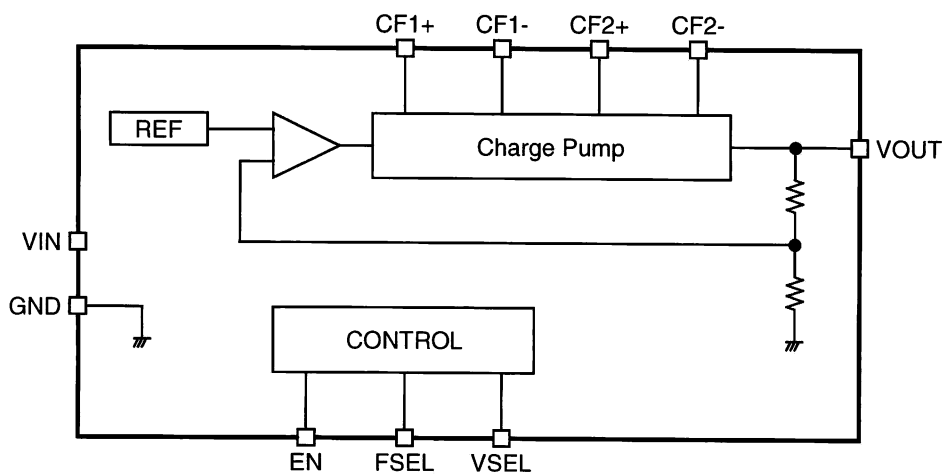 CF1+ CF1- CF2+ CF2-
REF
Charge Pump
VOUT
VIN
GND
CONTROL
EN FSEL VSEL